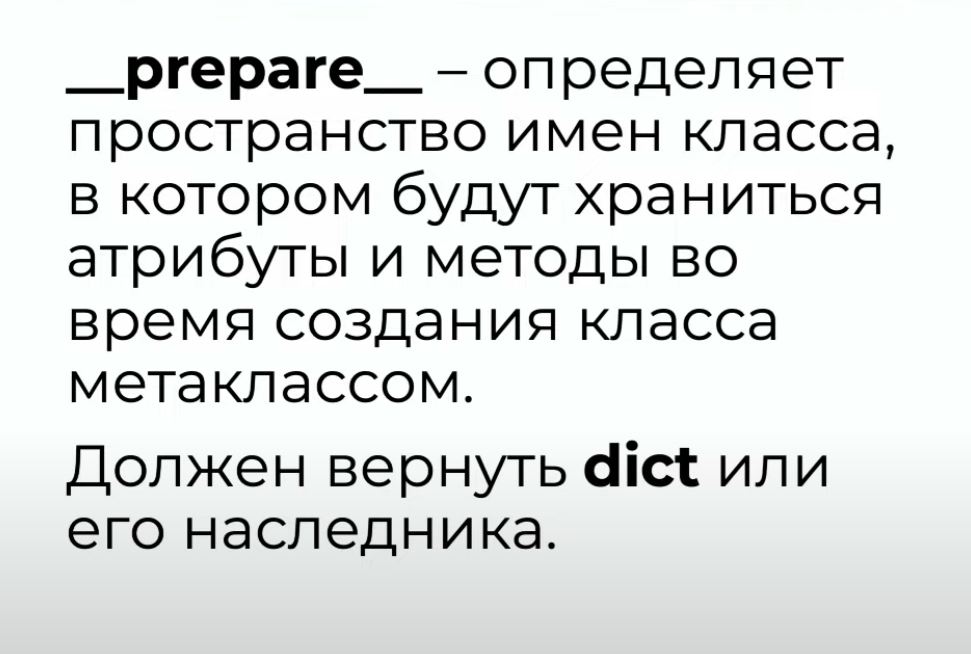 __prepare__ – определяет
пространство имен класса,
в котором будут храниться
атрибуты и методы во
время создания класса
метаклассом.
Должен вернуть dict или
его наследника.